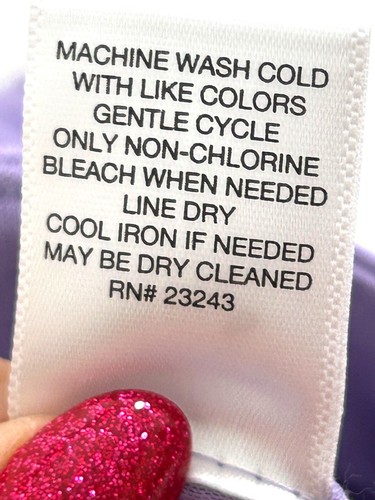 MACHINE WASH COLD
WITH LIKE COLORS
GENTLE CYCLE
ONLY NON-CHLORINE
BLEACH WHEN NEEDED
LINE DRY
COOL IRON IF NEEDED
MAY BE DRY CLEANED
RN# 23243